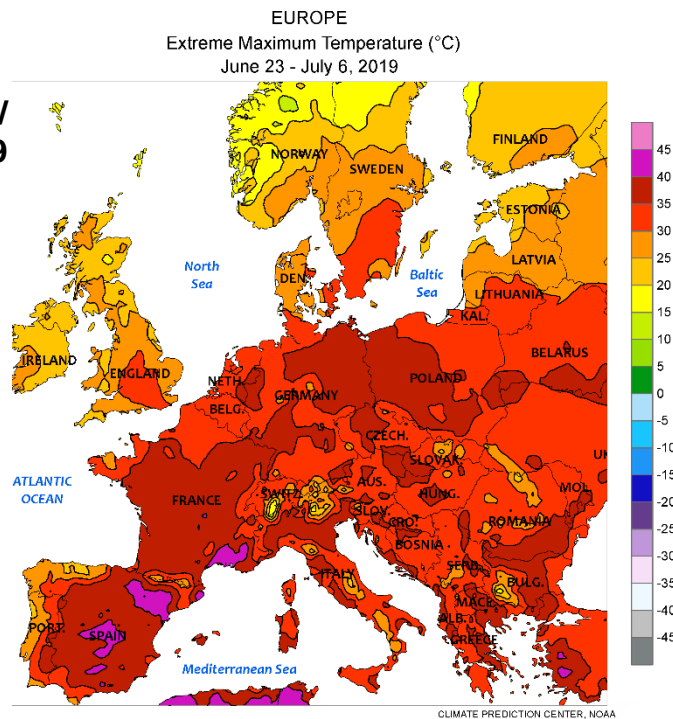 EUROPE
Extreme Maximum Temperature (°C)
June 23 - July 6, 2019
9
FINLAND
NORWAY
SWEDEN
ESTONIA
North
Sea
DEN.
Baltic
Sea
LATVIA
LITHUANIA
KAL.
IRELAND
ENGLAND
NETH.
BELG.
GERMANY
POLAND
BELARUS
CZECH.
SLOVAK.
UK
ATLANTIC
OCEAN
FRANCE
SWITZ.
AUS.
HUNG.
MOL.
SLOV.
CRO.
ROMANIA
BOSNIA
ITALY
SERB.
BULG.
MACE.
ALB.
GREECE
PORT.
SPAIN
Mediterranean Sea
45
40
35
30
25
20
15
10
5
0
-5
-10
-15
-20
-25
-30
-35
-40
-45
CLIMATE PREDICTION CENTER, NOAA